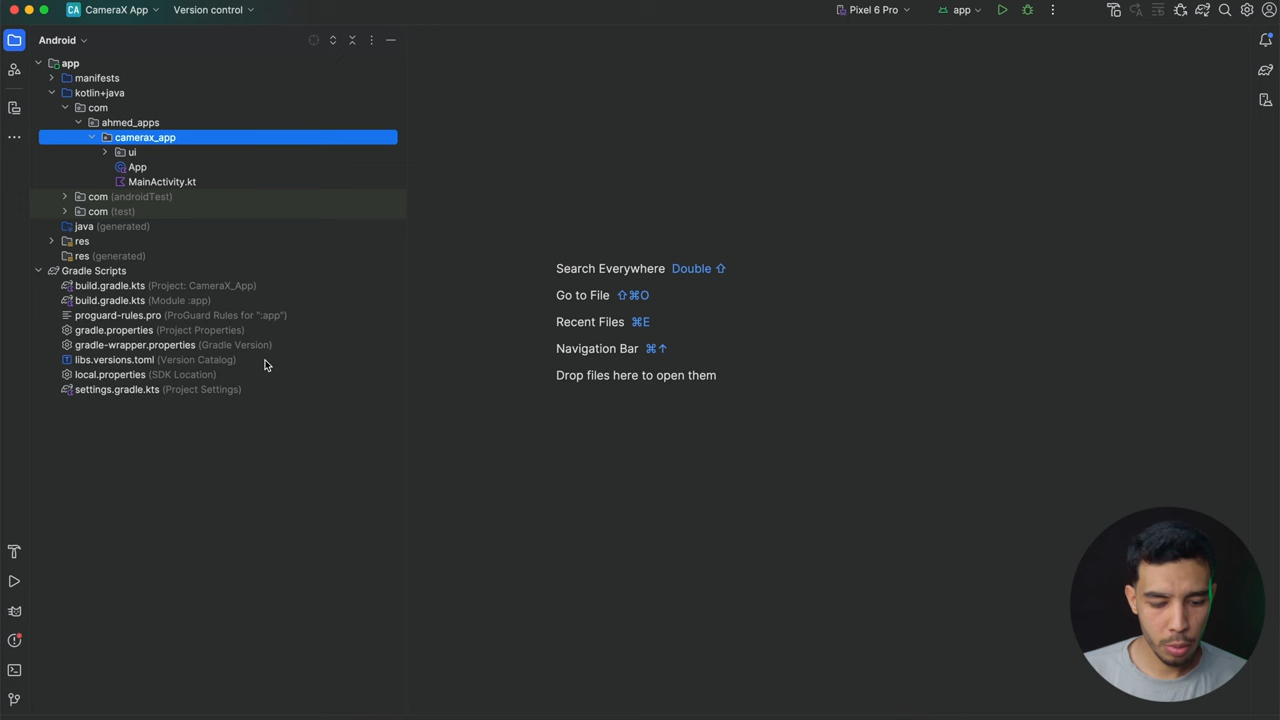 CA CameraX App Version control Pixel 6 Pro app
Android
app
manifests
kotlin+java
com
ahmed_apps
camerax_app
ui
App
MainActivity.kt
com (androidTest)
com (test)
java (generated)
res
res (generated)
Gradle Scripts
build.gradle.kts (Project: CameraX_App)
build.gradle.kts (Module :app)
proguard-rules.pro (ProGuard Rules for ":app")
gradle.properties (Project Properties)
gradle-wrapper.properties (Gradle Version)
libs.versions.toml (Version Catalog)
local.properties (SDK Location)
settings.gradle.kts (Project Settings)
Search Everywhere Double ⇧
Go to File ⇧⌘O
Recent Files ⌘E
Navigation Bar ⌘↑
Drop files here to open them